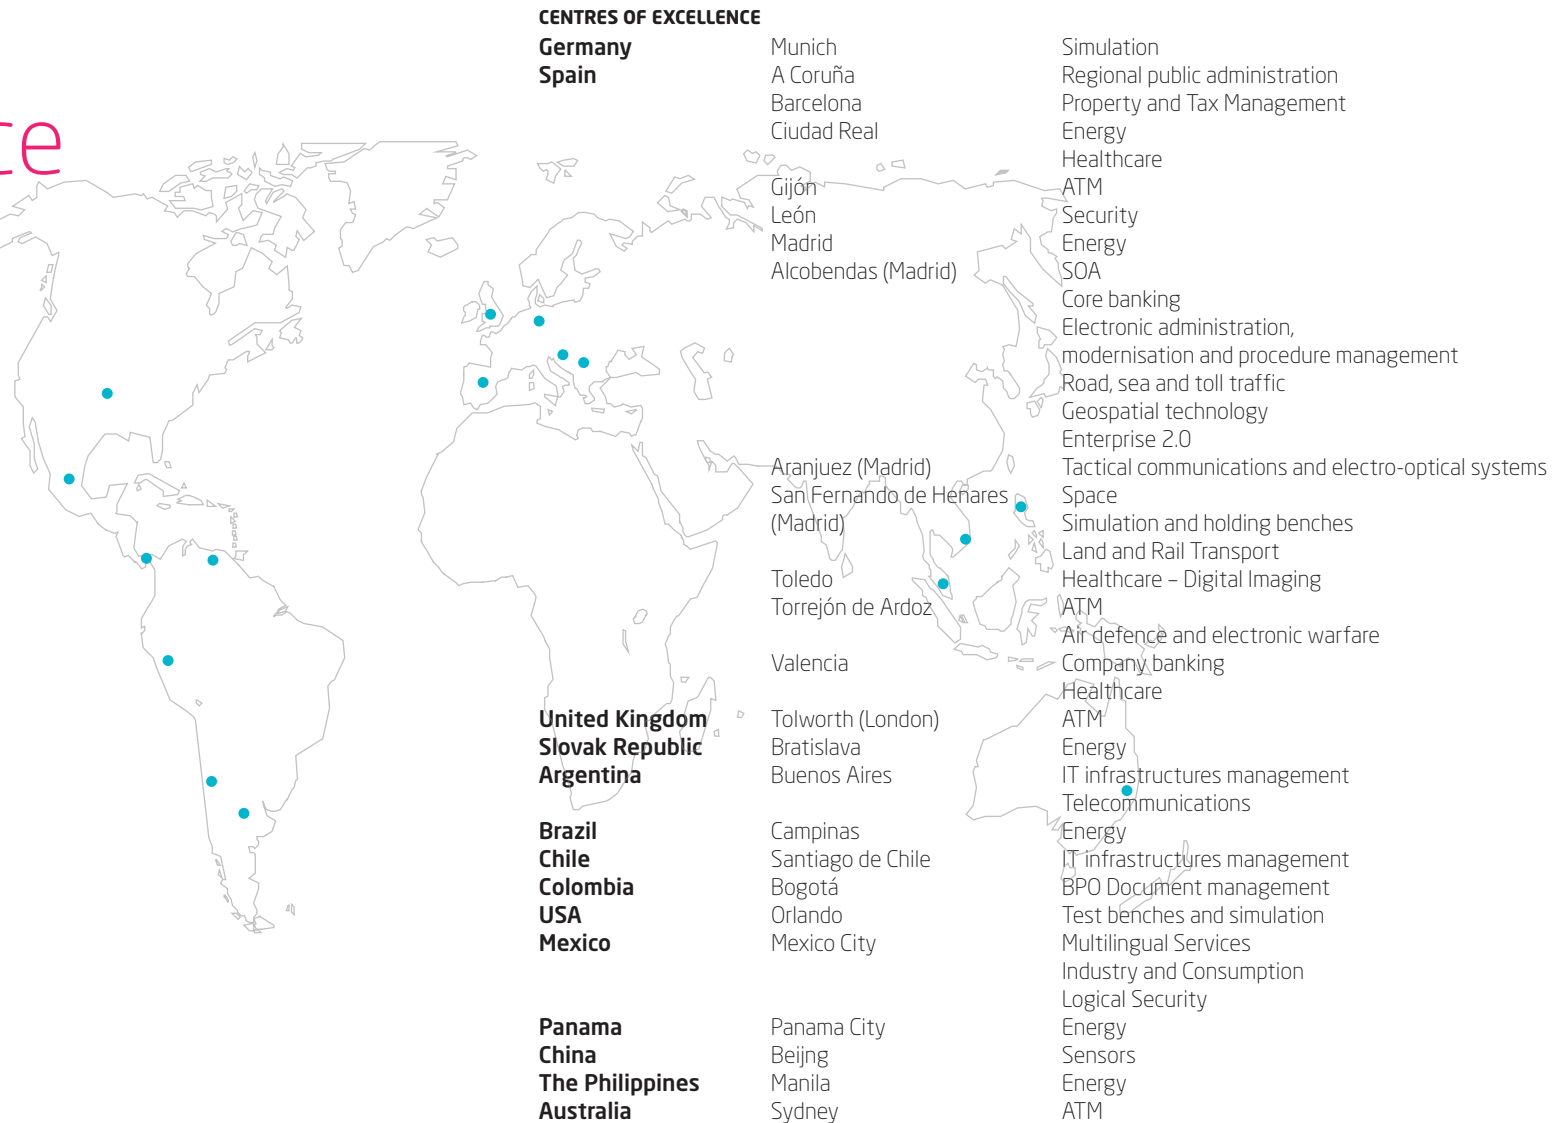 ce
CENTRES OF EXCELLENCE
Germany Munich Simulation
Spain A Coruña Regional public administration
Barcelona Property and Tax Management
Ciudad Real Energy
Healthcare
Gijón ATM
León Security
Madrid Energy
Alcobendas (Madrid) SOA
Core banking
Electronic administration,
modernisation and procedure management
Road, sea and toll traffic
Geospatial technology
Enterprise 2.0
Aranjuez (Madrid) Tactical communications and electro-optical systems
San Fernando de Henares Space
(Madrid) Simulation and holding benches
Land and Rail Transport
Toledo Healthcare – Digital Imaging
Torrejón de Ardoz ATM
Air defence and electronic warfare
Valencia Company banking
Healthcare
United Kingdom Tolworth (London) ATM
Slovak Republic Bratislava Energy
Argentina Buenos Aires IT infrastructures management
Telecommunications
Brazil Campinas Energy
Chile Santiago de Chile IT infrastructures management
Colombia Bogotá BPO Document management
USA Orlando Test benches and simulation
Mexico Mexico City Multilingual Services
Industry and Consumption
Logical Security
Panama Panama City Energy
China Beijng Sensors
The Philippines Manila Energy
Australia Sydney ATM